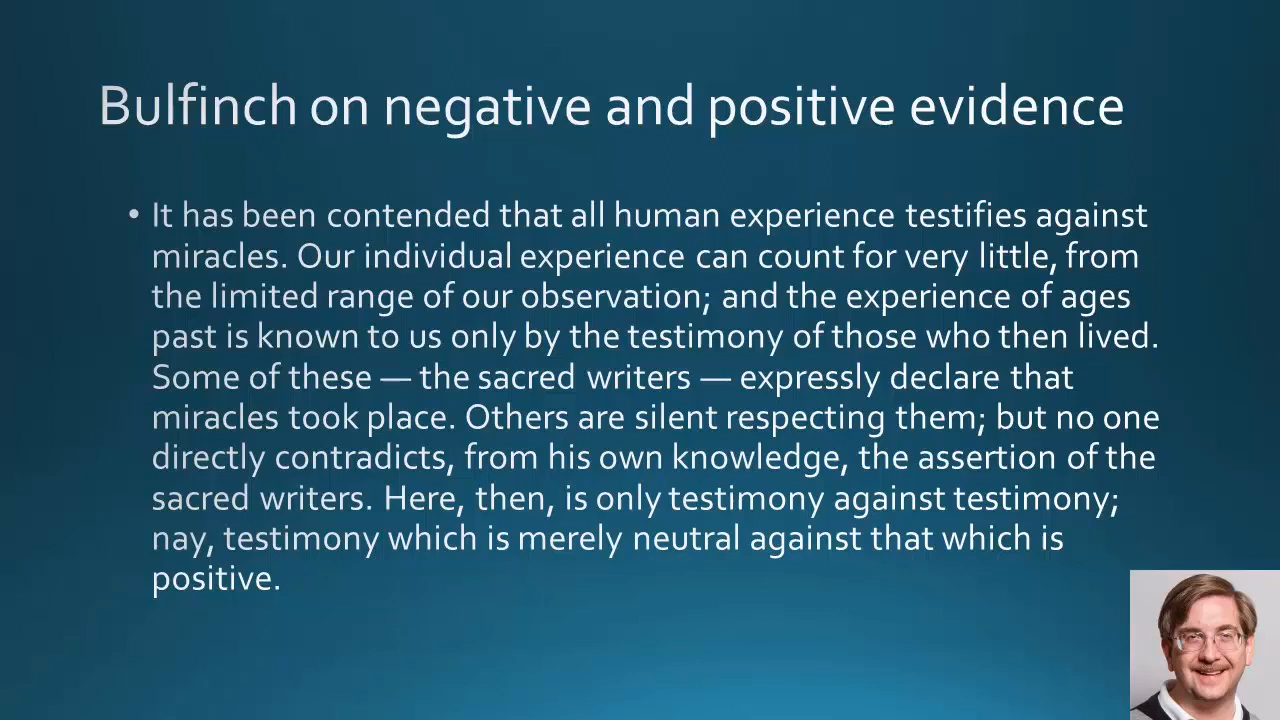 Bulfinch on negative and positive evidence
• It has been contended that all human experience testifies against
miracles. Our individual experience can count for very little, from
the limited range of our observation; and the experience of ages
past is known to us only by the testimony of those who then lived.
Some of these — the sacred writers — expressly declare that
miracles took place. Others are silent respecting them; but no one
directly contradicts, from his own knowledge, the assertion of the
sacred writers. Here, then, is only testimony against testimony;
nay, testimony which is merely neutral against that which is
positive.